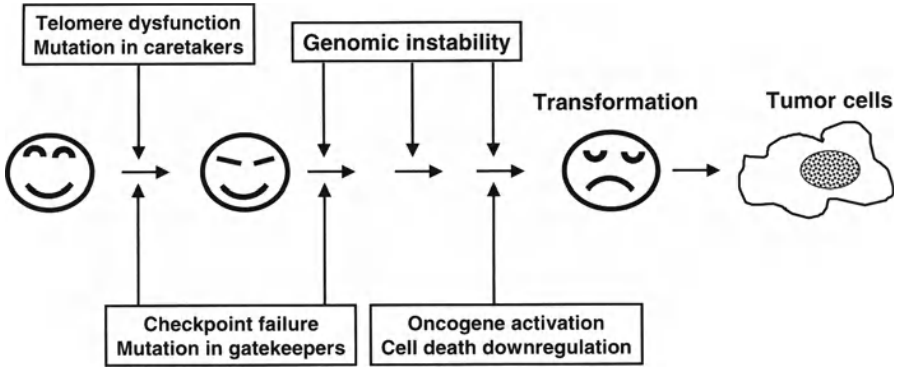 Telomere dysfunction
Mutation in caretakers
Genomic instability
Transformation
Tumor cells
Checkpoint failure
Mutation in gatekeepers
Oncogene activation
Cell death downregulation